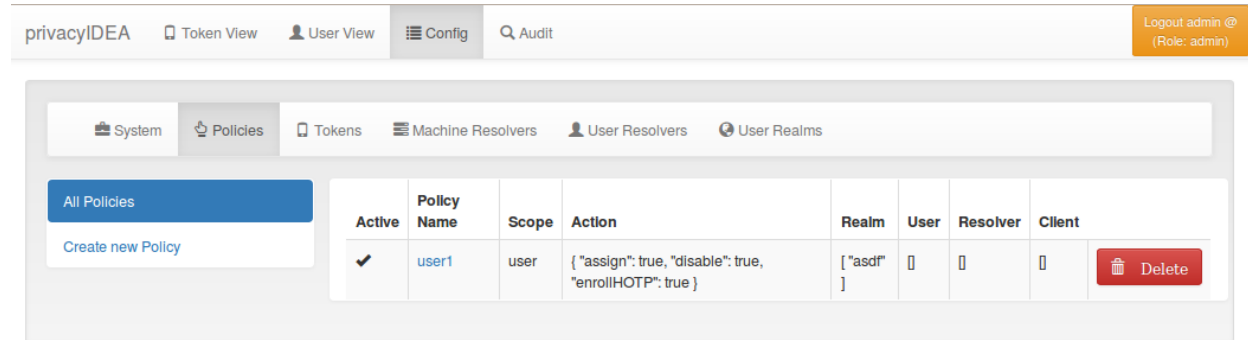 privacyIDEA Token View User View Config Audit Logout admin @
(Role: admin)
System Policies Tokens Machine Resolvers User Resolvers User Realms
All Policies
Create new Policy
Active Policy Name Scope Action Realm User Resolver Client
user1 user { "assign": true, "disable": true, [ "asdf" [] [] [] Delete
"enrollHOTP": true } ]